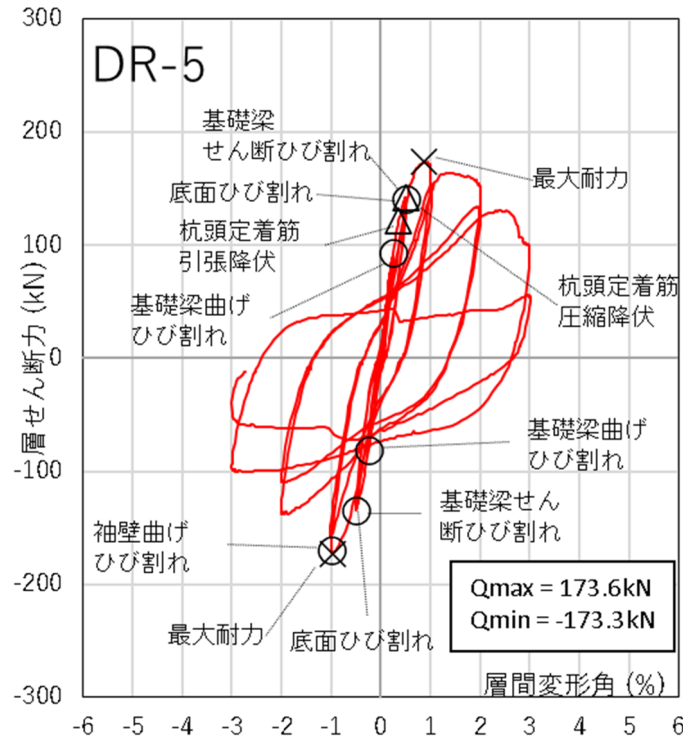 300
DR-5
基礎梁
せん断ひび割れ
200
最大耐力
底面ひび割れ
杭頭定着筋
引張降伏
100
杭頭定着筋
圧縮降伏
基礎梁曲げ
ひび割れ
0
層せん断力 (kN)
基礎梁曲げ
ひび割れ
-100
基礎梁せん
断ひび割れ
袖壁曲げ
ひび割れ
-200
Qmax = 173.6kN
Qmin = -173.3kN
最大耐力
底面ひび割れ
層間変形角 (%)
-300
-6 -5 -4 -3 -2 -1 0 1 2 3 4 5 6